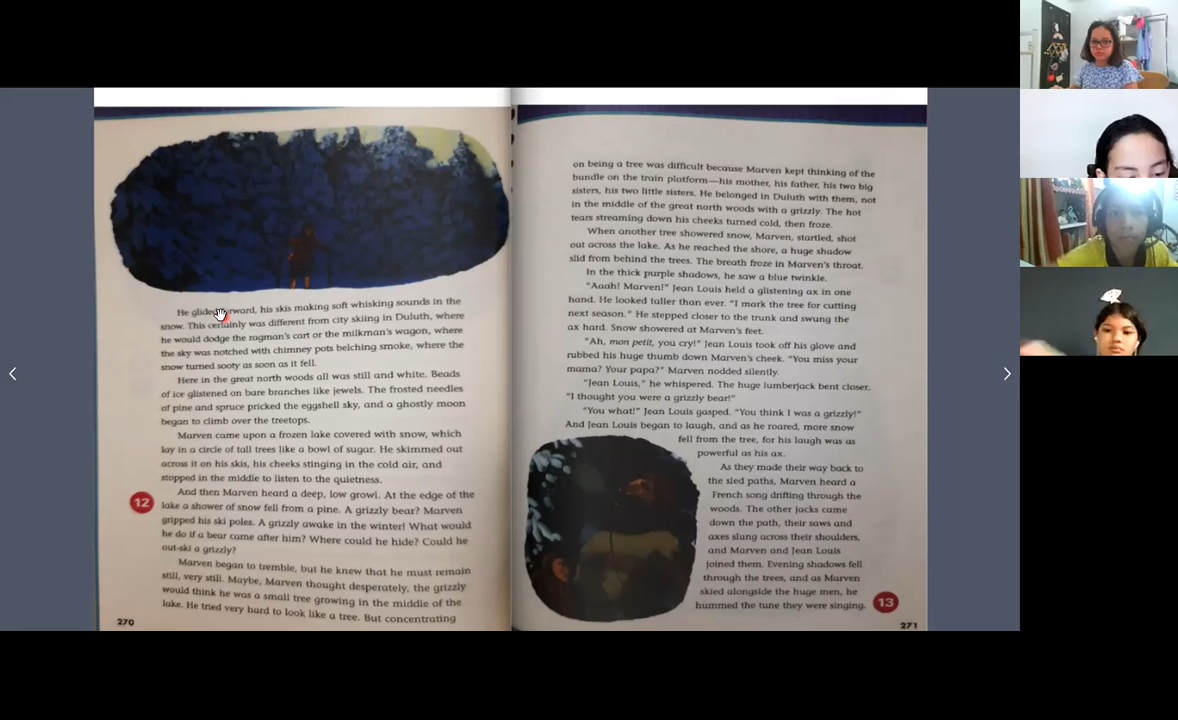 He glided forward, his skis making soft whisking sounds in the
snow. This certainly was different from city skiing in Duluth, where
he would dodge the ragman's cart or the milkman's wagon, where
the sky was notched with chimney pots belching smoke, where the
snow turned sooty as soon as it fell.
Here in the great north woods all was still and white. Beads
of ice glistened on bare branches like jewels. The frosted needles
of pine and spruce pricked the eggshell sky, and a ghostly moon
began to climb over the treetops.
Marven came upon a frozen lake covered with snow, which
lay in a circle of tall trees like a bowl of sugar. He skimmed out
across it on his skis, his cheeks stinging in the cold air, and
stopped in the middle to listen to the quietness.
And then Marven heard a deep, low growl. At the edge of the
12 lake a shower of snow fell from a pine. A grizzly bear? Marven
gripped his ski poles. A grizzly awake in the winter! What would
he do if a bear came after him? Where could he hide? Could he
out-ski a grizzly?
Marven began to tremble, but he knew that he must remain
still, very still. Maybe, Marven thought desperately, the grizzly
would think he was a small tree growing in the middle of the
lake. He tried very hard to look like a tree. But concentrating
270
on being a tree was difficult because Marven kept thinking of the
bundle on the train platform—his mother, his father, his two big
sisters, his two little sisters. He belonged in Duluth with them, not
in the middle of the great north woods with a grizzly. The hot
tears streaming down his cheeks turned cold, then froze.
When another tree showered snow, Marven, startled, shot
out across the lake. As he reached the shore, a huge shadow
slid from behind the trees. The breath froze in Marven's throat.
In the thick purple shadows, he saw a blue twinkle.
"Aaah! Marven!" Jean Louis held a glistening ax in one
hand. He looked taller than ever. "I mark the tree for cutting
next season." He stepped closer to the trunk and swung the
ax hard. Snow showered at Marven's feet.
"Ah, mon petit, you cry!" Jean Louis took off his glove and
rubbed his huge thumb down Marven's cheek. "You miss your
mama? Your papa?" Marven nodded silently.
"Jean Louis," he whispered. The huge lumberjack bent closer.
"I thought you were a grizzly bear!"
"You what!" Jean Louis gasped. "You think I was a grizzly!"
And Jean Louis began to laugh, and as he roared, more snow
fell from the tree, for his laugh was as
powerful as his ax.
As they made their way back to
the sled paths, Marven heard a
French song drifting through the
woods. The other jacks came
down the path, their saws and
axes slung across their shoulders,
and Marven and Jean Louis
joined them. Evening shadows fell
through the trees, and as Marven
skied alongside the huge men, he
hummed the tune they were singing. 13
271